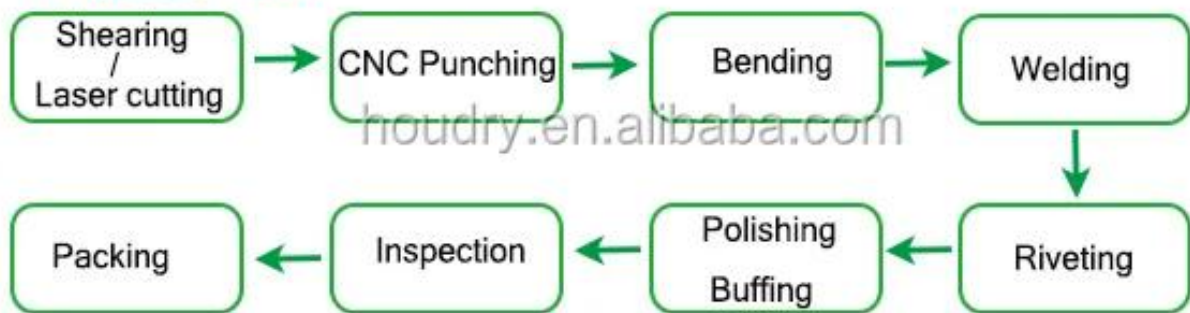 Shearing
/
Laser cutting
CNC Punching
Bending
Welding
houdry.en.alibaba.com
Packing
Inspection
Polishing
Buffing
Riveting